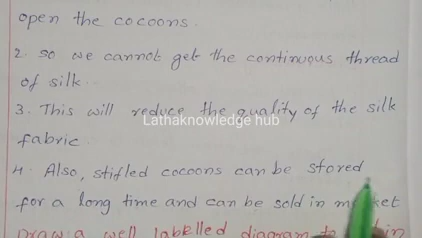 open the cocoons.
2. So we cannot get the continuous thread
of silk.
3. This will reduce the quality of the silk
Lathaknowledge hub
fabric.
4. Also, stifled cocoons can be stored
for a long time and can be sold in
Draw a well labelled diagram to